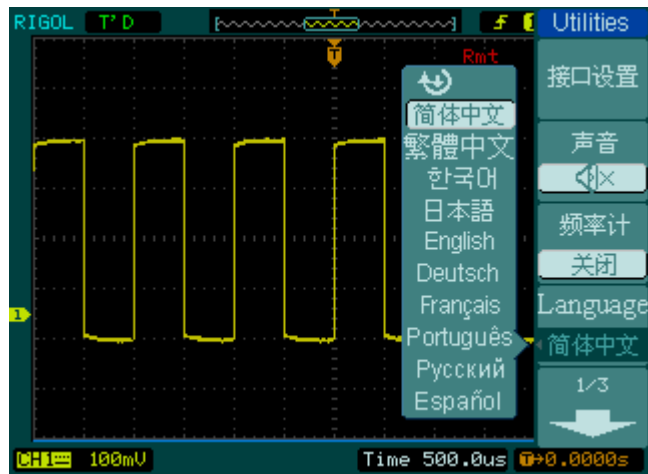 RIGOL T'D
T
Utilities
T
Rmt
接口设置
简体中文
繁體中文
한국어
日本語
English
Deutsch
Français
Português
Русский
Español
声音
频率计
关闭
Language
简体中文
1/3
1
CH1 100mV Time 500.0us T→0.0000s